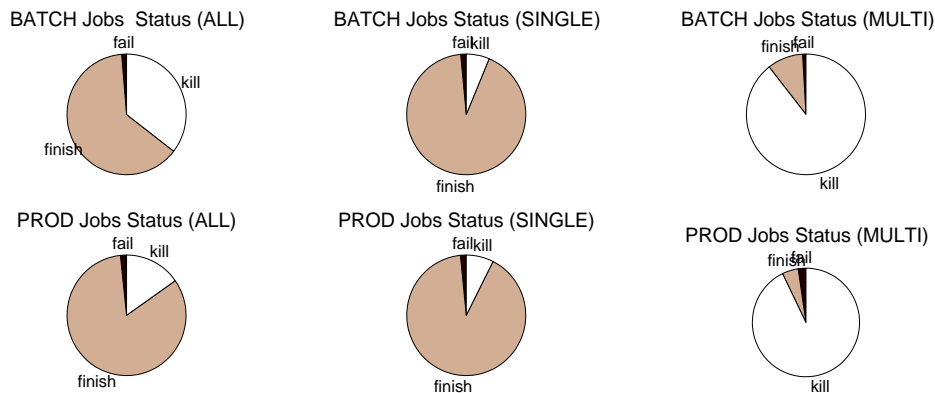 BATCH Jobs  Status (ALL)
fail
kill
finish
BATCH Jobs Status (SINGLE)
fail
kill
finish
BATCH Jobs Status (MULTI)
fail
finish
kill
PROD Jobs Status (ALL)
fail
kill
finish
PROD Jobs Status (SINGLE)
fail
kill
finish
PROD Jobs Status (MULTI)
fail
finish
kill